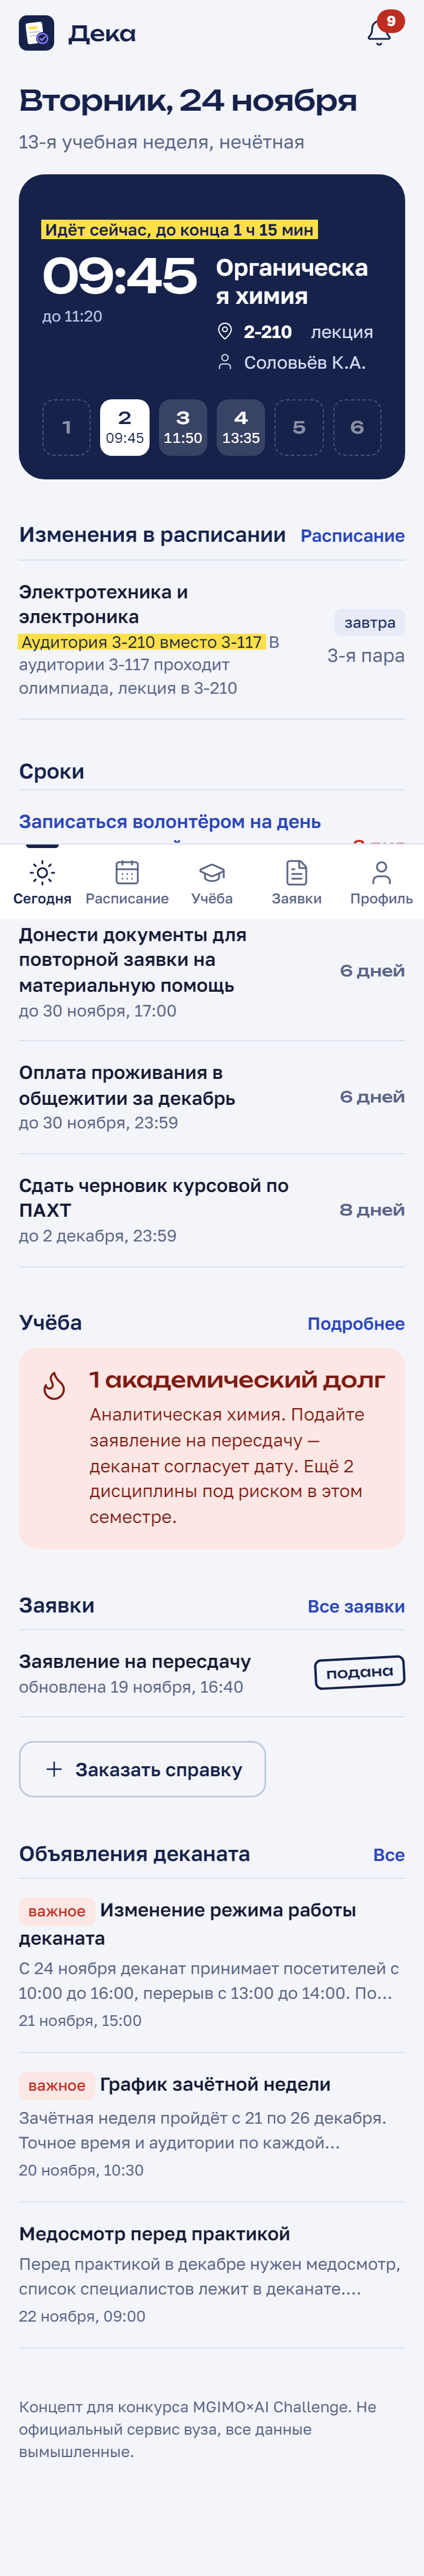 Дека
9
Вторник, 24 ноября
13-я учебная неделя, нечётная
Идёт сейчас, до конца 1 ч 15 мин
09:45
до 11:20
Органическа
я химия
2-210 лекция
Соловьёв К.А.
1
2
09:45
3
11:50
4
13:35
5
6
Изменения в расписании
Расписание
Электротехника и
электроника
Аудитория 3-210 вместо 3-117 В
аудитории 3-117 проходит
олимпиада, лекция в 3-210
завтра
3-я пара
Сроки
Записаться волонтёром на день
Сегодня
Расписание
Учёба
Заявки
Профиль
Донести документы для
повторной заявки на
материальную помощь
до 30 ноября, 17:00
6 дней
Оплата проживания в
общежитии за декабрь
до 30 ноября, 23:59
6 дней
Сдать черновик курсовой по
ПАХТ
до 2 декабря, 23:59
8 дней
Учёба
Подробнее
1 академический долг
Аналитическая химия. Подайте
заявление на пересдачу —
деканат согласует дату. Ещё 2
дисциплины под риском в этом
семестре.
Заявки
Все заявки
Заявление на пересдачу
обновлена 19 ноября, 16:40
подана
Заказать справку
Объявления деканата
Все
важное Изменение режима работы
деканата
С 24 ноября деканат принимает посетителей с
10:00 до 16:00, перерыв с 13:00 до 14:00. По...
21 ноября, 15:00
важное График зачётной недели
Зачётная неделя пройдёт с 21 по 26 декабря.
Точное время и аудитории по каждой...
20 ноября, 10:30
Медосмотр перед практикой
Перед практикой в декабре нужен медосмотр,
список специалистов лежит в деканате....
22 ноября, 09:00
Концепт для конкурса MGIMO×AI Challenge. Не
официальный сервис вуза, все данные
вымышленные.